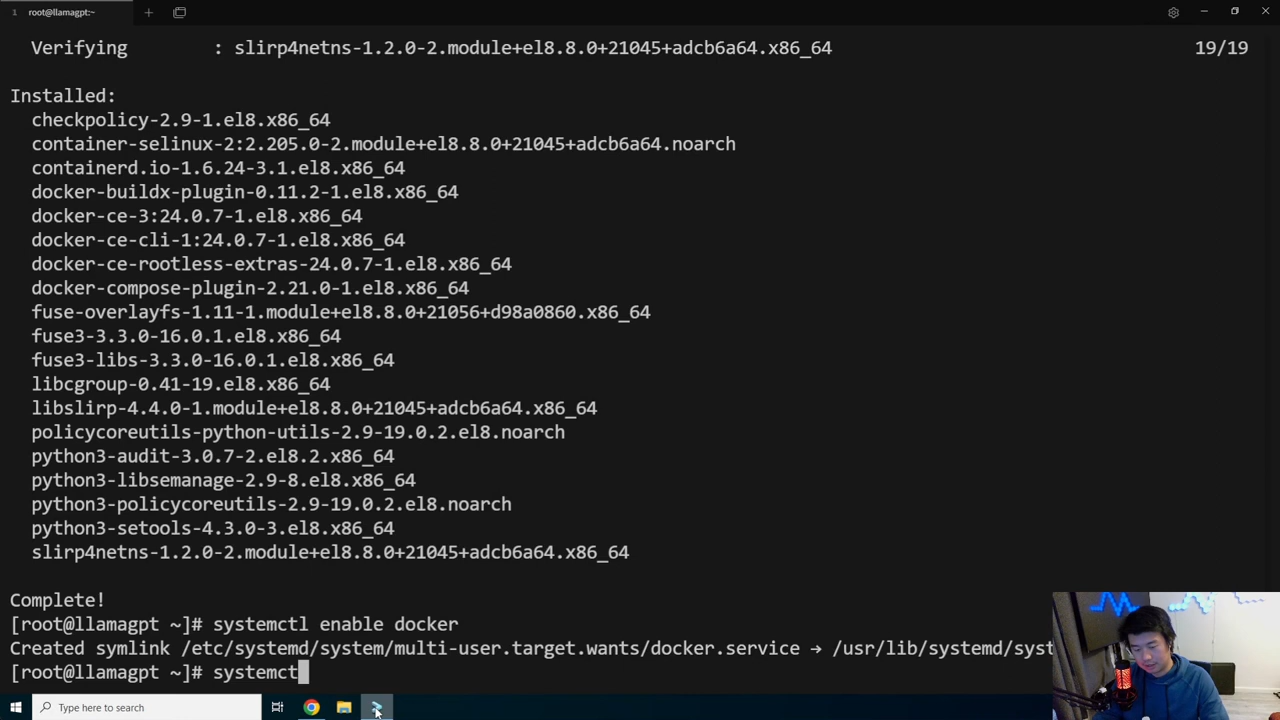 1 root@llamagpt:~
Verifying : slirp4netns-1.2.0-2.module+el8.8.0+21045+adcb6a64.x86_64 19/19
Installed:
checkpolicy-2.9-1.el8.x86_64
container-selinux-2:2.205.0-2.module+el8.8.0+21045+adcb6a64.noarch
containerd.io-1.6.24-3.1.el8.x86_64
docker-buildx-plugin-0.11.2-1.el8.x86_64
docker-ce-3:24.0.7-1.el8.x86_64
docker-ce-cli-1:24.0.7-1.el8.x86_64
docker-ce-rootless-extras-24.0.7-1.el8.x86_64
docker-compose-plugin-2.21.0-1.el8.x86_64
fuse-overlayfs-1.11-1.module+el8.8.0+21056+d98a0860.x86_64
fuse3-3.3.0-16.0.1.el8.x86_64
fuse3-libs-3.3.0-16.0.1.el8.x86_64
libcgroup-0.41-19.el8.x86_64
libslirp-4.4.0-1.module+el8.8.0+21045+adcb6a64.x86_64
policycoreutils-python-utils-2.9-19.0.2.el8.noarch
python3-audit-3.0.7-2.el8.2.x86_64
python3-libsemanage-2.9-8.el8.x86_64
python3-policycoreutils-2.9-19.0.2.el8.noarch
python3-setools-4.3.0-3.el8.x86_64
slirp4netns-1.2.0-2.module+el8.8.0+21045+adcb6a64.x86_64
Complete!
[root@llamagpt ~]# systemctl enable docker
Created symlink /etc/systemd/system/multi-user.target.wants/docker.service → /usr/lib/systemd/syst
[root@llamagpt ~]# systemct
Type here to search